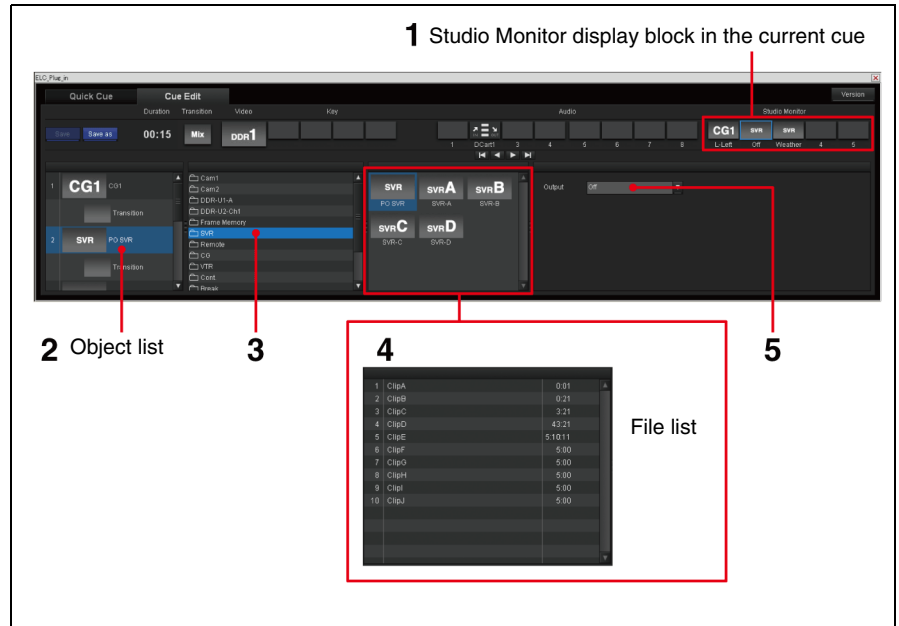 1 Studio Monitor display block in the current cue
ELC_Plug_in
Quick Cue Cue Edit Version
Duration Transition Video Key Audio Studio Monitor
Save Save as 00:15 Mix DDR1 CG1 SVR SVR
1 DCart1 3 4 5 6 7 8 L-Left Off Weather 4 5
1 CG1 CG1
Transition
2 SVR PO SVR
Transition
Cam1
Cam2
DDR-U1-A
DDR-U2-Ch1
Frame Memory
SVR
Remote
CG
VTR
Cont
Break
SVR SVRA SVRB
PO SVR SVR-A SVR-B
SVRC SVRD
SVR-C SVR-D
Output Off
2 Object list
3
4
5
1 ClipA 0:01
2 ClipB 0:21
3 ClipC 3:21
4 ClipD 43:21
5 ClipE 5:10:11
6 ClipF 5:00
7 ClipG 5:00
8 ClipH 5:00
9 ClipI 5:00
10 ClipJ 5:00
File list